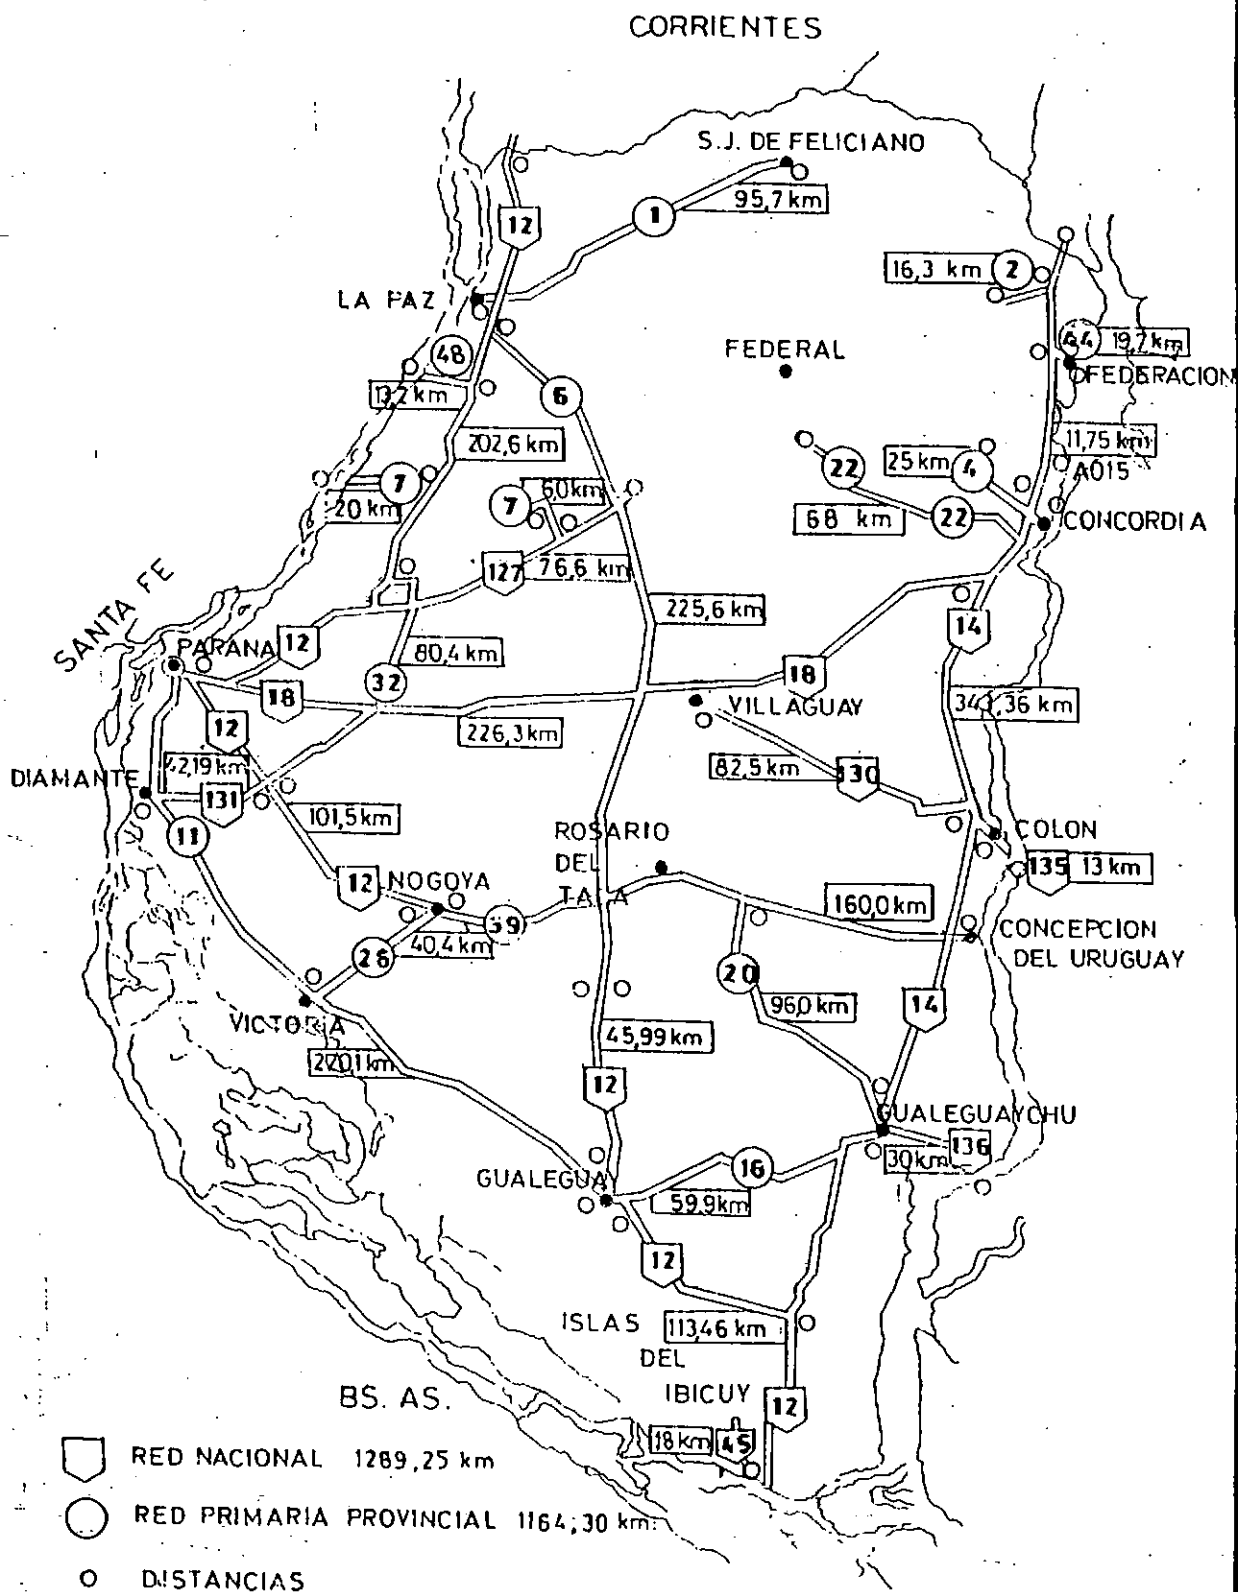 CORRIENTES
S.J. DE FELICIANO
95,7 km
1
12
16,3 km
2
LA PAZ
48
FEDERAL
44
19,7 km
FEDERACION
13,2 km
6
202,6 km
11,75 km
A015
22
25 km
4
7
20 km
6,0 km
7
68 km
22
CONCORDIA
127
76,6 km
SANTA FE
225,6 km
12
14
PARANA
80,4 km
32
18
18
12
VILLAGUAY
341,36 km
226,3 km
42,19 km
82,5 km
130
DIAMANTE
131
101,5 km
11
ROSARIO
DEL
TALA
COLON
135
13 km
12
NOGOYA
160,0 km
39
40,4 km
26
CONCEPCION
DEL URUGUAY
20
96,0 km
14
VICTORIA
45,99 km
270,1 km
12
GUALEGUAYCHU
136
30 km
16
GUALEGUAY
59,9 km
12
ISLAS
DEL
IBICUY
113,46 km
BS. AS.
12
18 km
45
RED NACIONAL 1289,25 km
RED PRIMARIA PROVINCIAL 1164,30 km.
DISTANCIAS